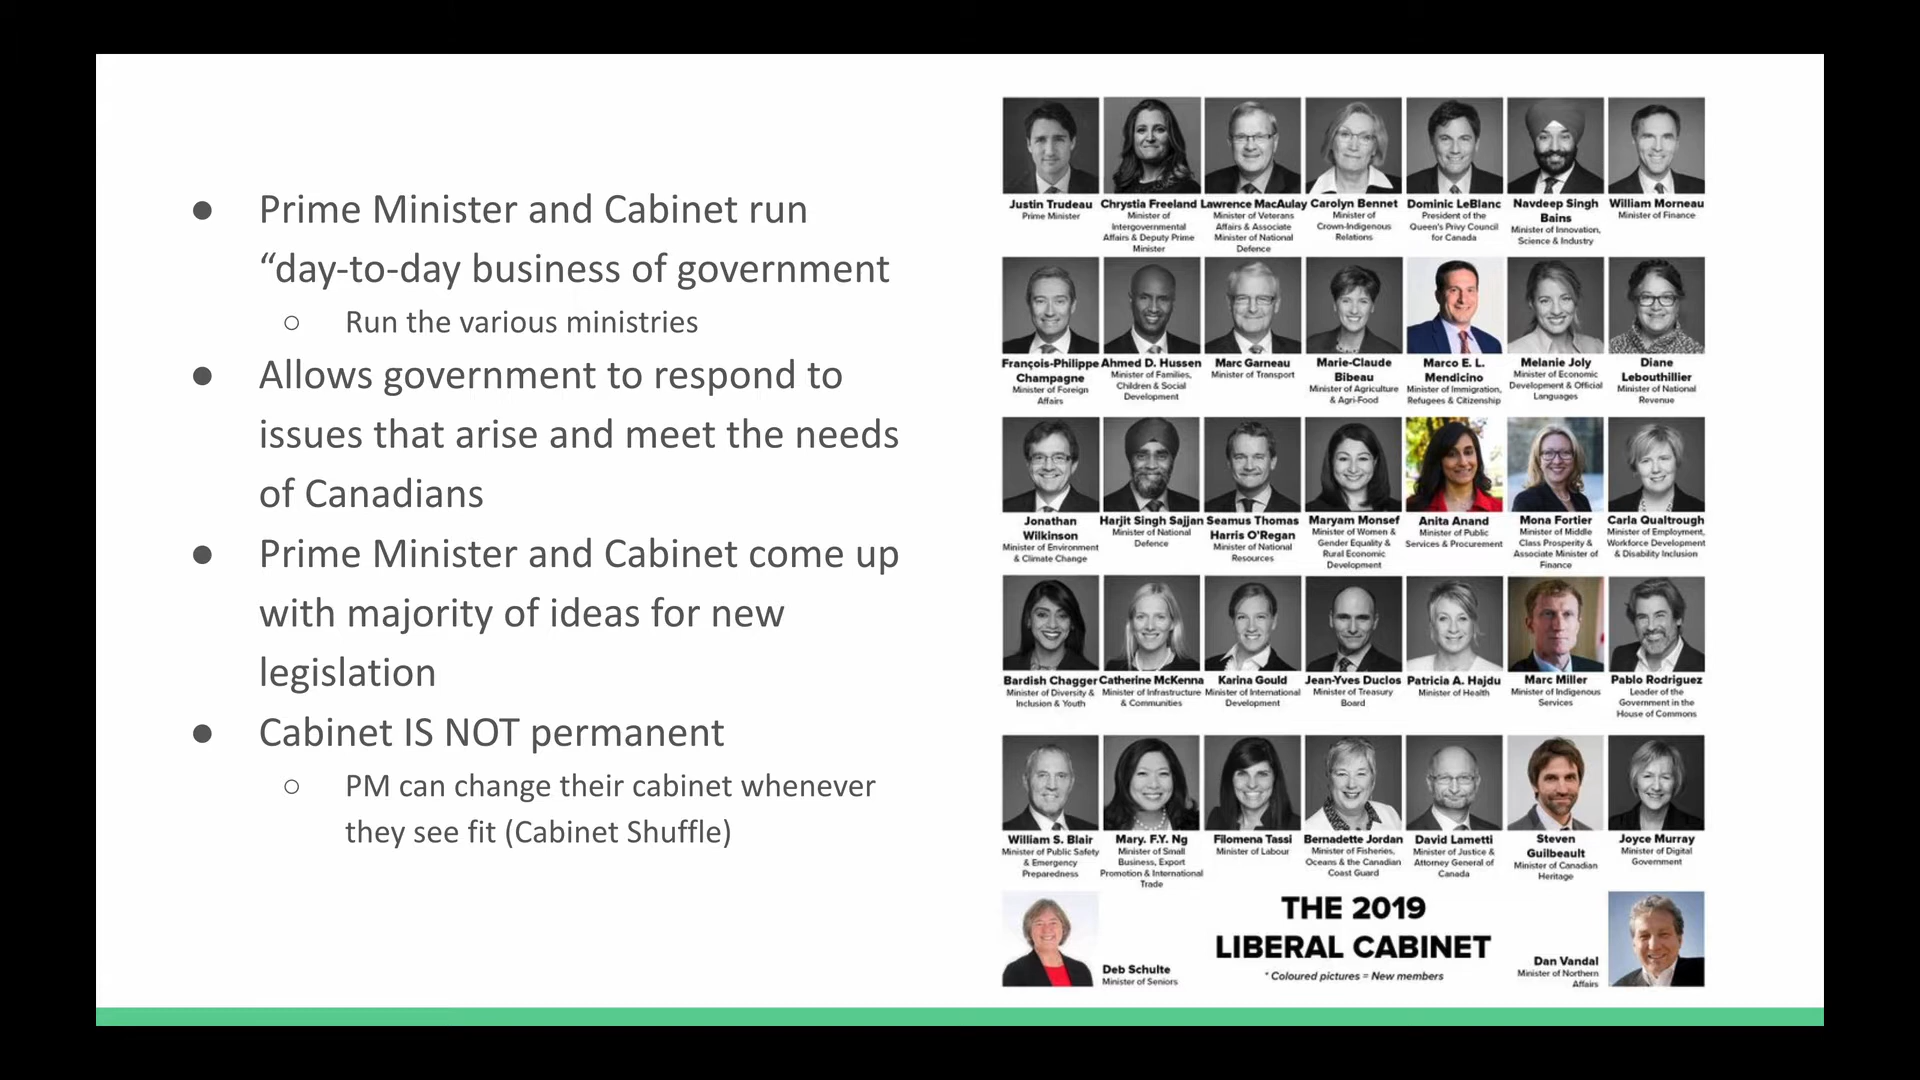 ● Prime Minister and Cabinet run
“day-to-day business of government
○ Run the various ministries
● Allows government to respond to
issues that arise and meet the needs
of Canadians
● Prime Minister and Cabinet come up
with majority of ideas for new
legislation
● Cabinet IS NOT permanent
○ PM can change their cabinet whenever
they see fit (Cabinet Shuffle)
Justin Trudeau
Prime Minister
Chrystia Freeland
Minister of
Intergovernmental
Affairs & Deputy Prime
Minister
Lawrence MacAulay
Minister of Veterans
Affairs & Associate
Minister of National
Defence
Carolyn Bennet
Minister of
Crown-Indigenous
Relations
Dominic LeBlanc
President of the
Queen's Privy Council
for Canada
Navdeep Singh
Bains
Minister of Innovation,
Science & Industry
William Morneau
Minister of Finance
François-Philippe
Champagne
Minister of Foreign
Affairs
Ahmed D. Hussen
Minister of Families,
Children & Social
Development
Marc Garneau
Minister of Transport
Marie-Claude
Bibeau
Minister of Agriculture
& Agri-Food
Marco E. L.
Mendicino
Minister of Immigration,
Refugees & Citizenship
Melanie Joly
Minister of Economic
Development & Official
Languages
Diane
Lebouthillier
Minister of National
Revenue
Jonathan
Wilkinson
Minister of Environment
& Climate Change
Harjit Singh Sajjan
Minister of National
Defence
Seamus Thomas
Harris O'Regan
Minister of National
Resources
Maryam Monsef
Minister of Women &
Gender Equality &
Rural Economic
Development
Anita Anand
Minister of Public
Services & Procurement
Mona Fortier
Minister of Middle
Class Prosperity &
Associate Minister of
Finance
Carla Qualtrough
Minister of Employment,
Workforce Development
& Disability Inclusion
Bardish Chagger
Minister of Diversity &
Inclusion & Youth
Catherine McKenna
Minister of Infrastructure
& Communities
Karina Gould
Minister of International
Development
Jean-Yves Duclos
Minister of Treasury
Board
Patricia A. Hajdu
Minister of Health
Marc Miller
Minister of Indigenous
Services
Pablo Rodriguez
Leader of the
Government in the
House of Commons
William S. Blair
Minister of Public Safety
& Emergency
Preparedness
Mary. F.Y. Ng
Minister of Small
Business, Export
Promotion & International
Trade
Filomena Tassi
Minister of Labour
Bernadette Jordan
Minister of Fisheries,
Oceans & the Canadian
Coast Guard
David Lametti
Minister of Justice &
Attorney General of
Canada
Steven
Guilbeault
Minister of Canadian
Heritage
Joyce Murray
Minister of Digital
Government
Deb Schulte
Minister of Seniors
THE 2019
LIBERAL CABINET
* Coloured pictures = New members
Dan Vandal
Minister of Northern
Affairs